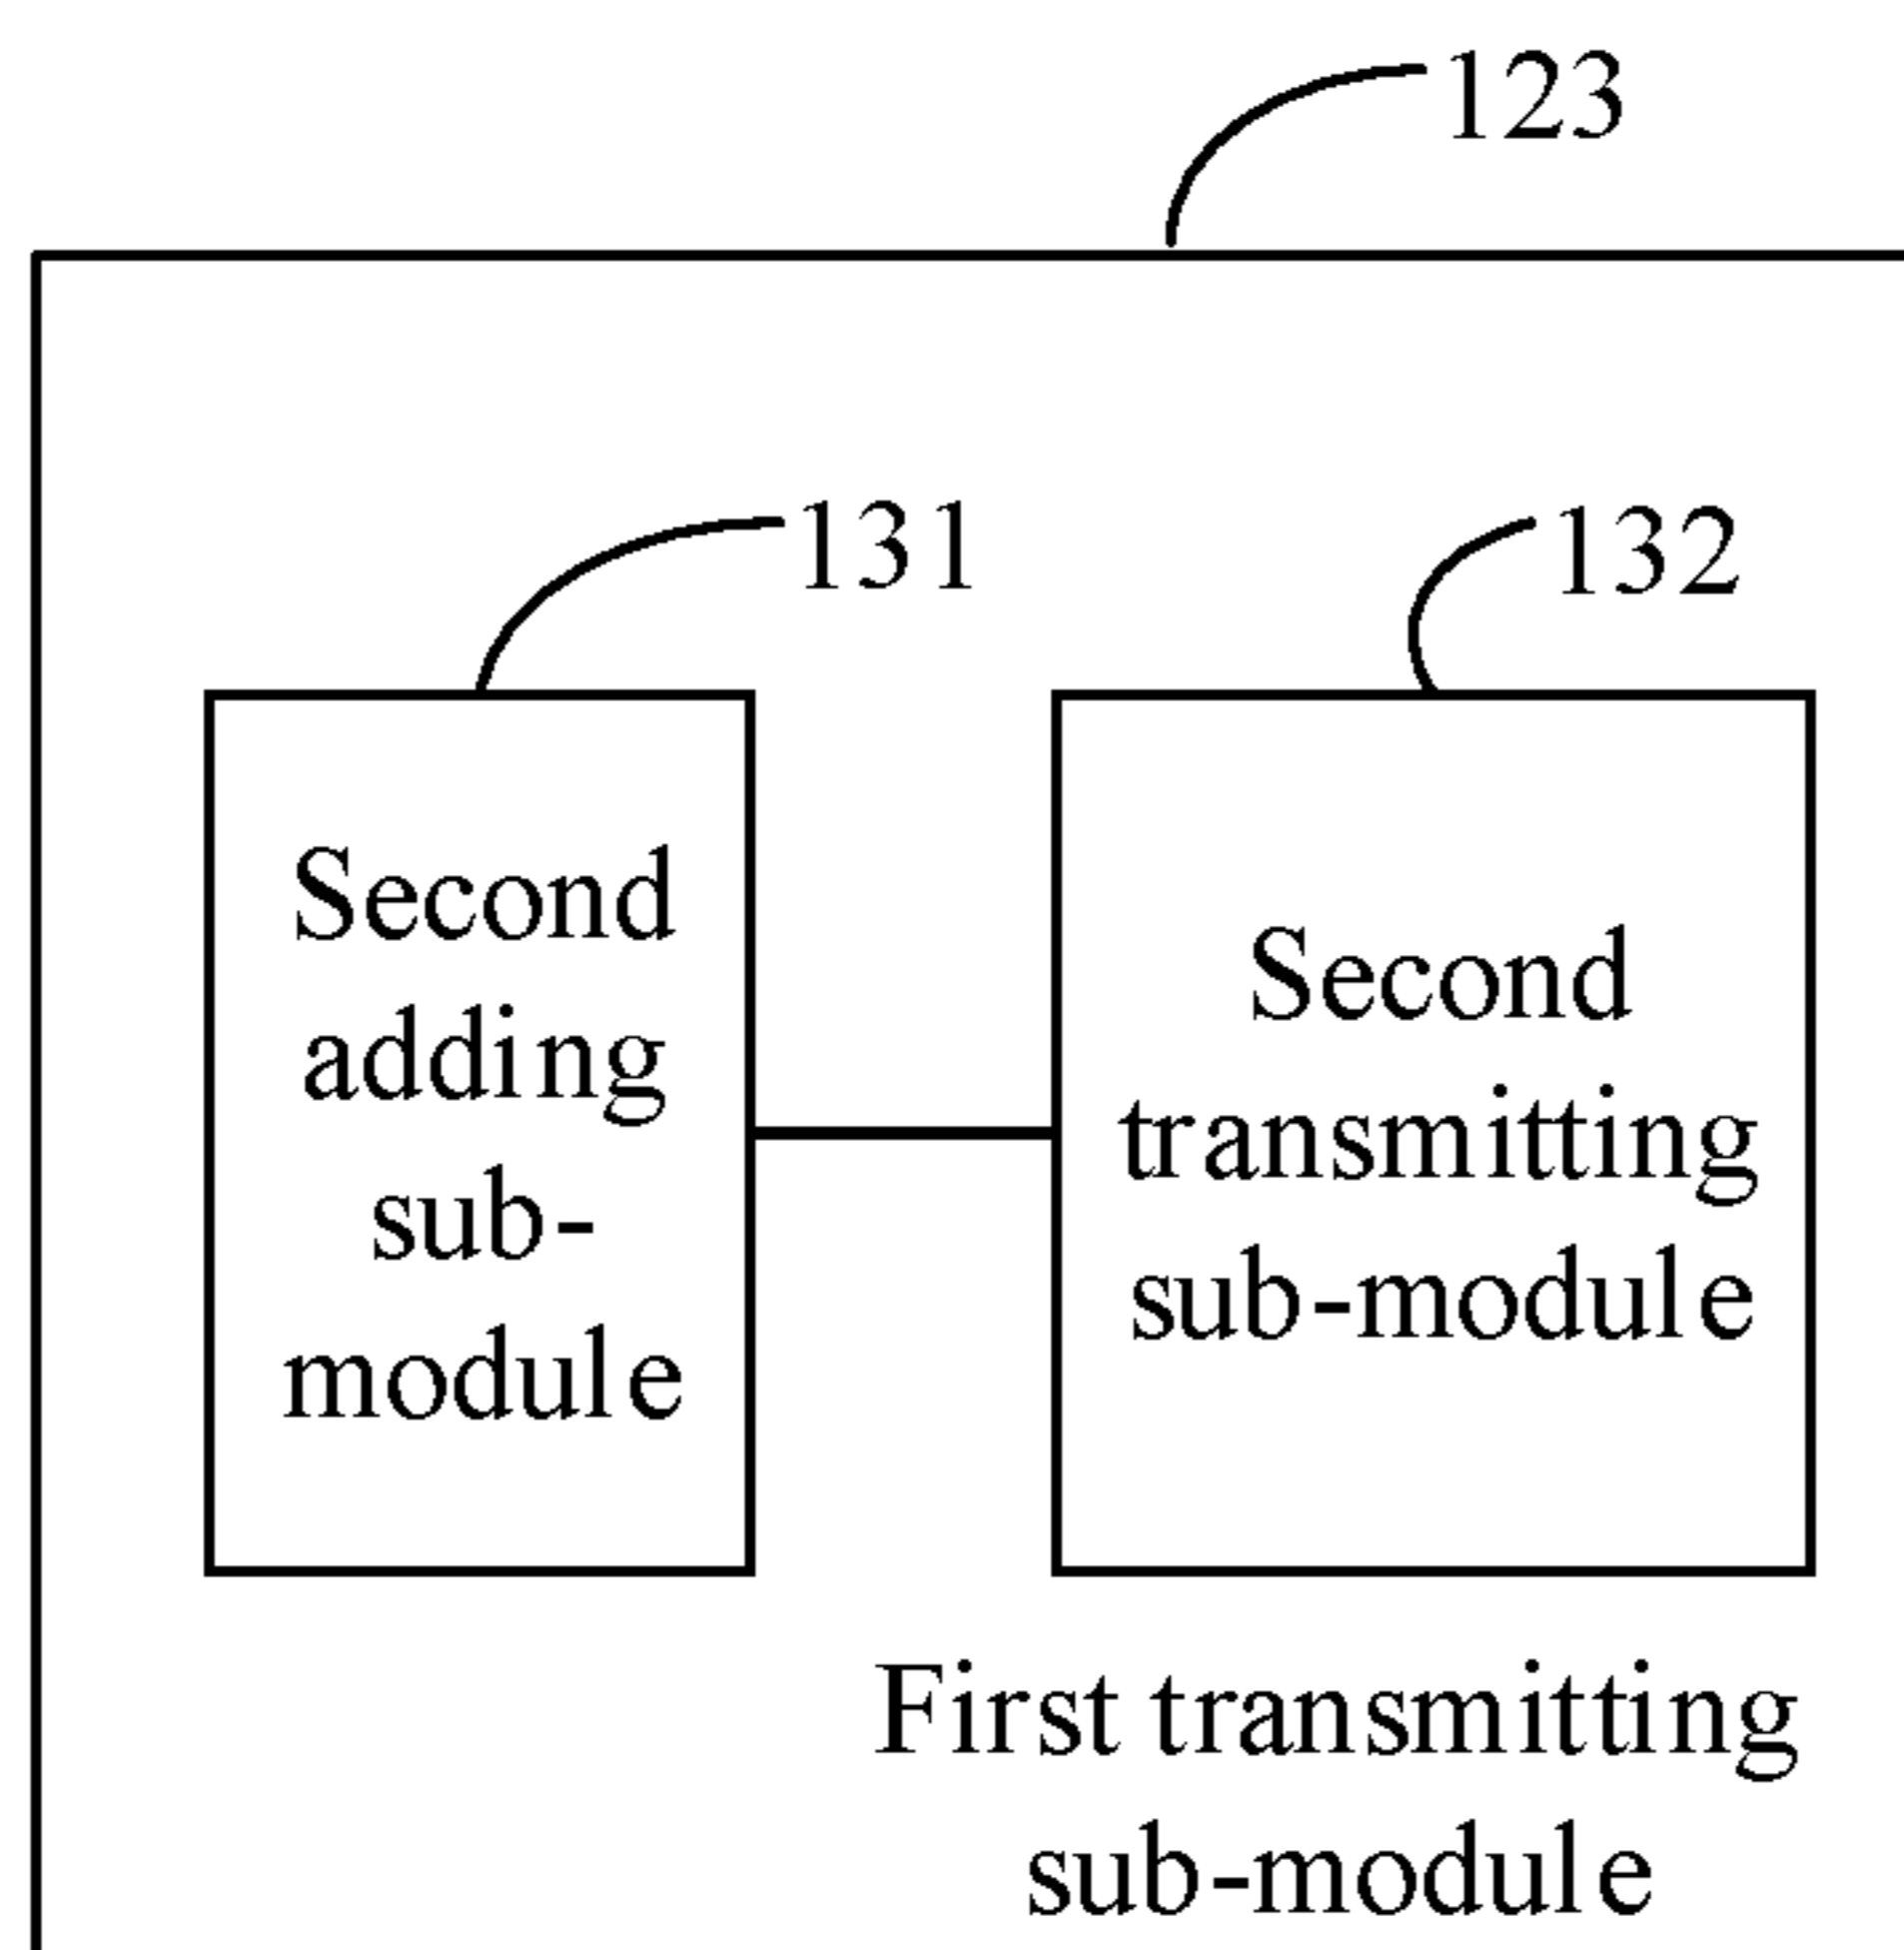 123
131
132
Second
adding
sub-
module
Second
transmitting
sub-module
First transmitting
sub-module